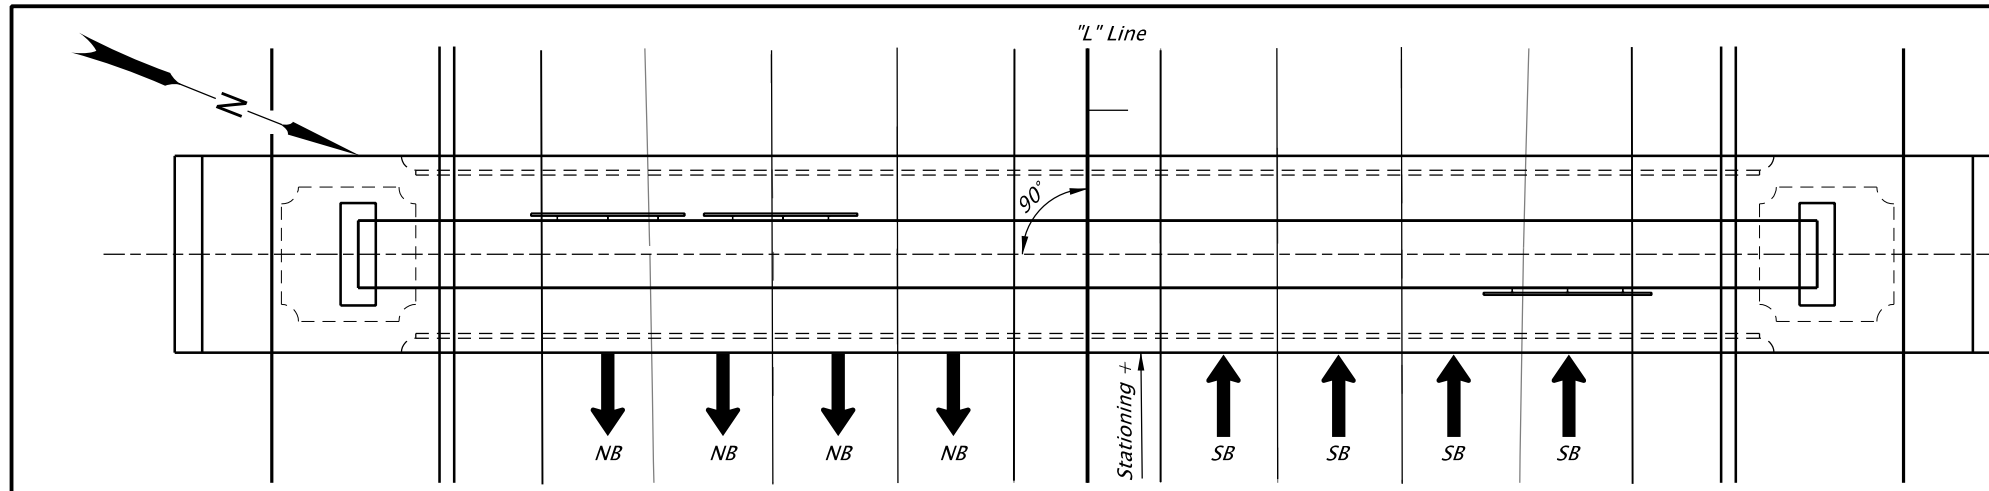 "L" Line
N
90°
Stationing +
NB NB NB NB SB SB SB SB